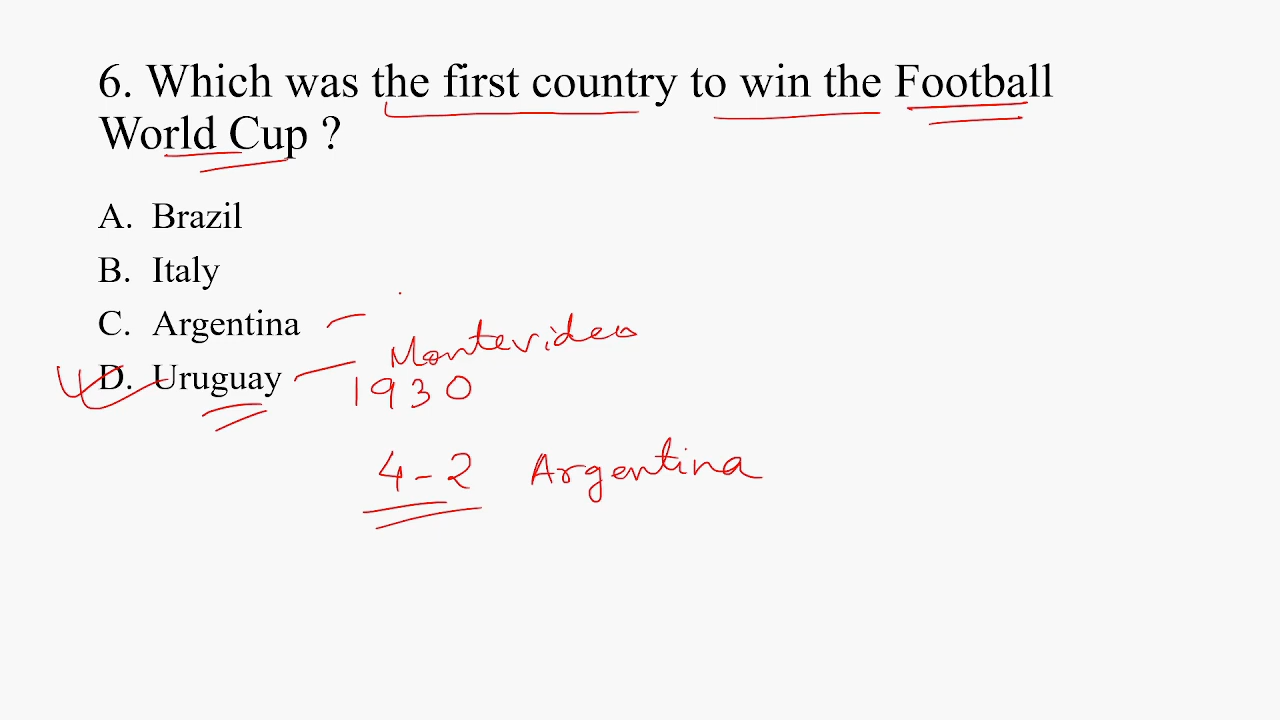 6. Which was the first country to win the Football
World Cup ?
A. Brazil
B. Italy
C. Argentina
Montevideo
D. Uruguay
1930
4-2 Argentina